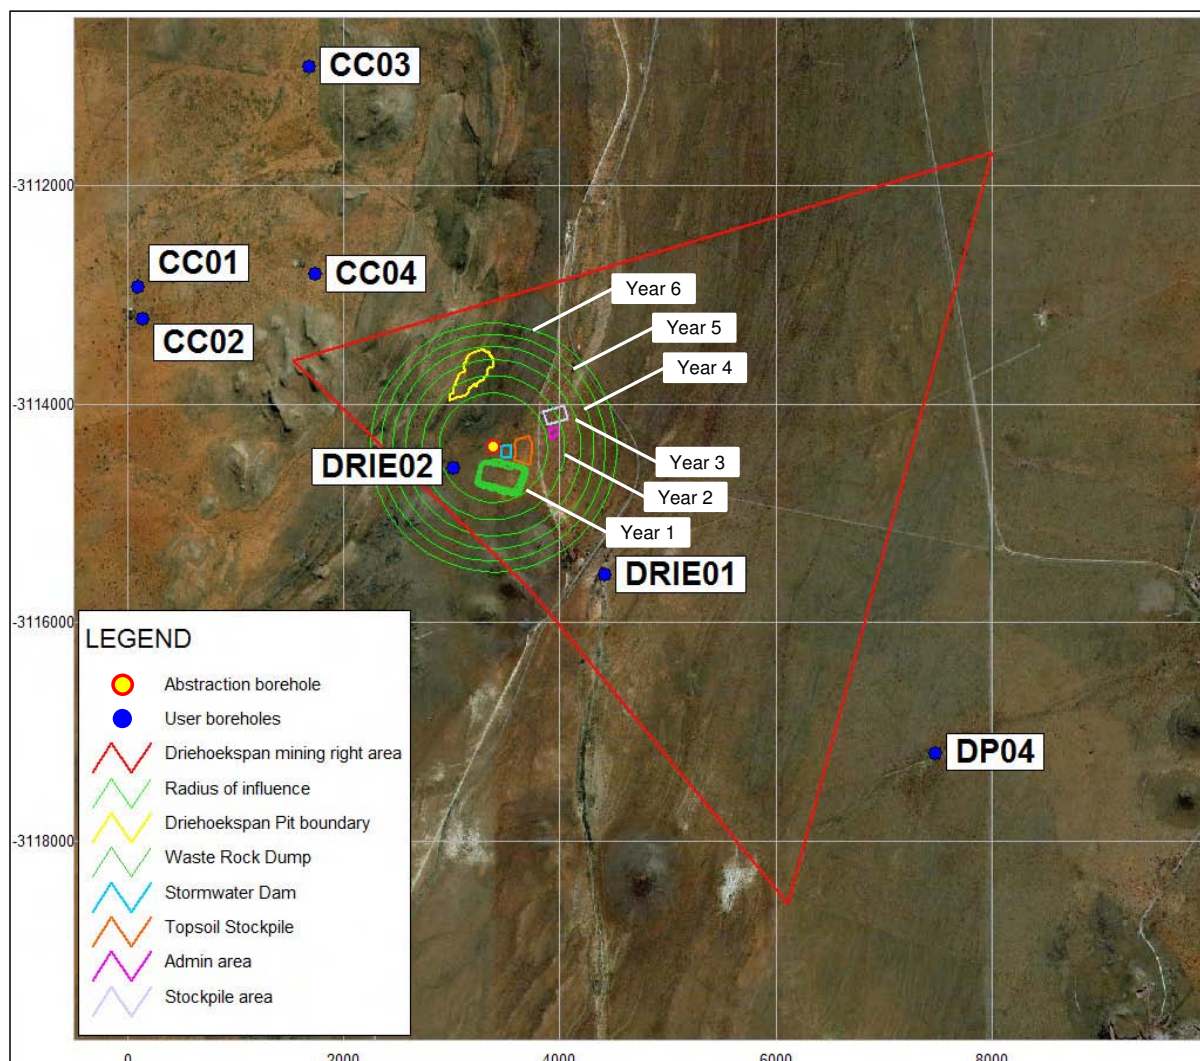 CC03
-3112000
CC01
CC04
CC02
Year 6
Year 5
Year 4
-3114000
DRIE02
Year 3
Year 2
Year 1
DRIE01
-3116000
LEGEND
Abstraction borehole
User boreholes
Driehoekspan mining right area
Radius of influence
Driehoekspan Pit boundary
Waste Rock Dump
Stormwater Dam
Topsoil Stockpile
Admin area
Stockpile area
DP04
-3118000
0 2000 4000 6000 8000